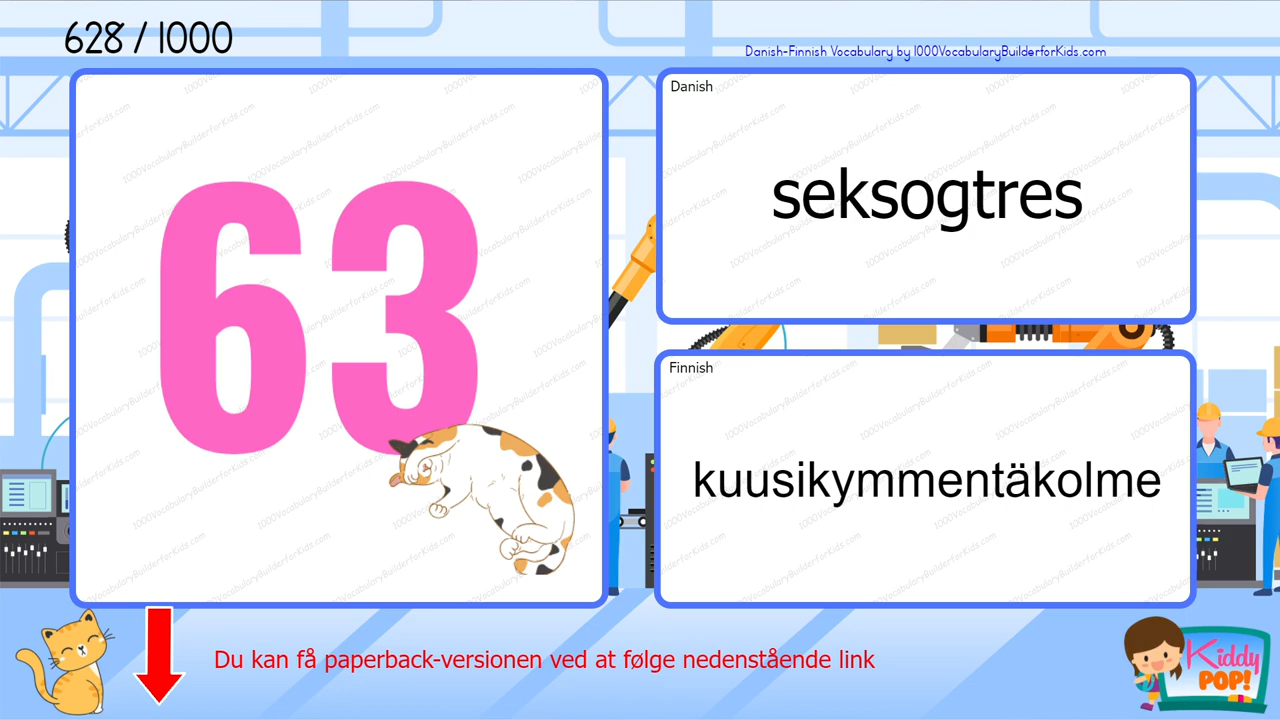 628 / 1000
Danish-Finnish Vocabulary by 1000VocabularyBuilderforKids.com
63
Danish
seksogtres
Finnish
kuusikymmentäkolme
Du kan få paperback-versionen ved at følge nedenstående link
Kiddy
POP!